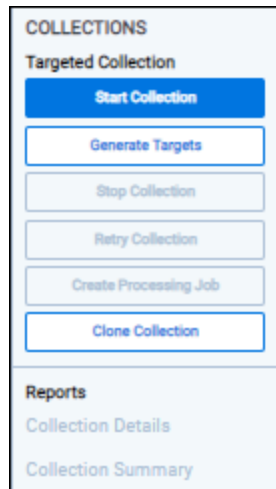 COLLECTIONS
Targeted Collection
Start Collection
Generate Targets
Stop Collection
Retry Collection
Create Processing Job
Clone Collection
Reports
Collection Details
Collection Summary